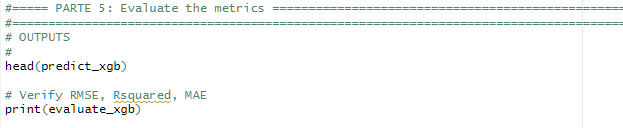 #===== PARTE 5: Evaluate the metrics =================================================
#=====================================================================================
# OUTPUTS
#
head(predict_xgb)
# Verify RMSE, Rsquared, MAE
print(evaluate_xgb)